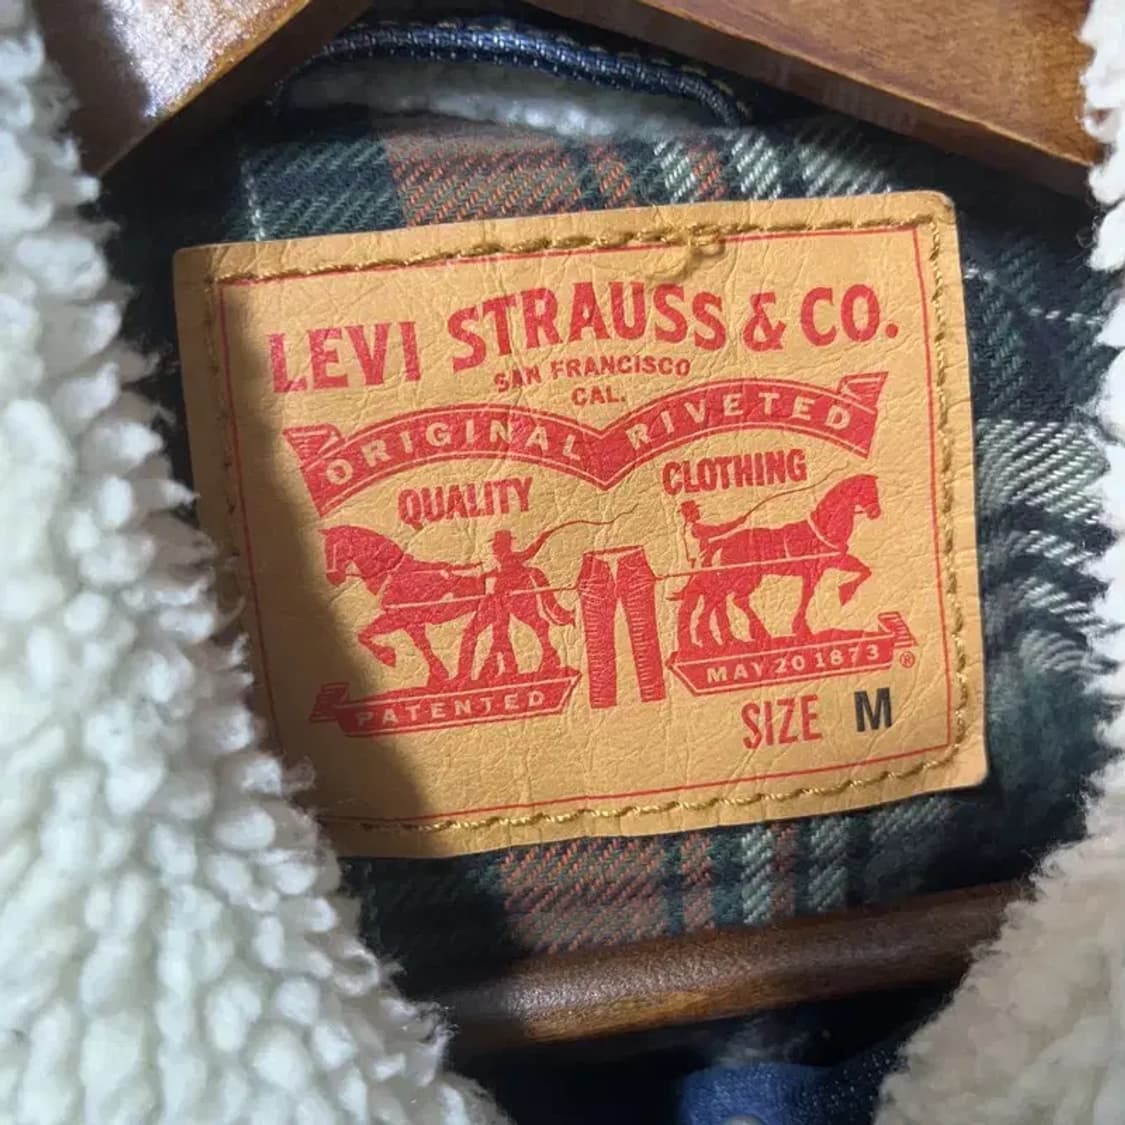 LEVI STRAUSS & CO.
SAN FRANCISCO
CAL.
ORIGINAL RIVETED
QUALITY CLOTHING
PATENTED MAY 20 1873 ®
SIZE M